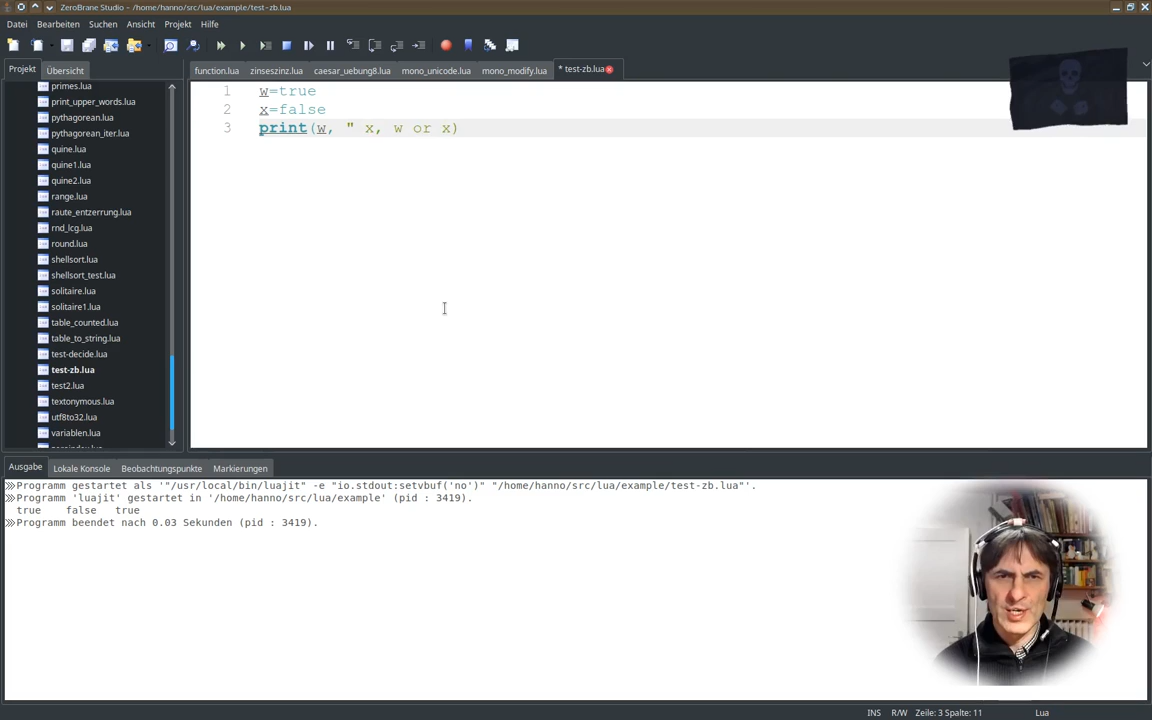 ZeroBrane Studio - /home/hanno/src/lua/example/test-zb.lua
Datei Bearbeiten Suchen Ansicht Projekt Hilfe
Projekt Übersicht
function.lua zinseszinz.lua caesar_uebung8.lua mono_unicode.lua mono_modify.lua * test-zb.lua
primes.lua
print_upper_words.lua
pythagorean.lua
pythagorean_iter.lua
quine.lua
quine1.lua
quine2.lua
range.lua
raute_entzerrung.lua
rnd_lcg.lua
round.lua
shellsort.lua
shellsort_test.lua
solitaire.lua
solitaire1.lua
table_counted.lua
table_to_string.lua
test-decide.lua
test-zb.lua
test2.lua
textonymous.lua
utf8to32.lua
variablen.lua
1 w=true
2 x=false
3 print(w, " x, w or x)
Ausgabe Lokale Konsole Beobachtungspunkte Markierungen
Programm gestartet als '"/usr/local/bin/luajit" -e "io.stdout:setvbuf('no')" "/home/hanno/src/lua/example/test-zb.lua"'.
Programm 'luajit' gestartet in '/home/hanno/src/lua/example' (pid : 3419).
true false true
Programm beendet nach 0.03 Sekunden (pid : 3419).
INS R/W Zeile: 3 Spalte: 11 Lua